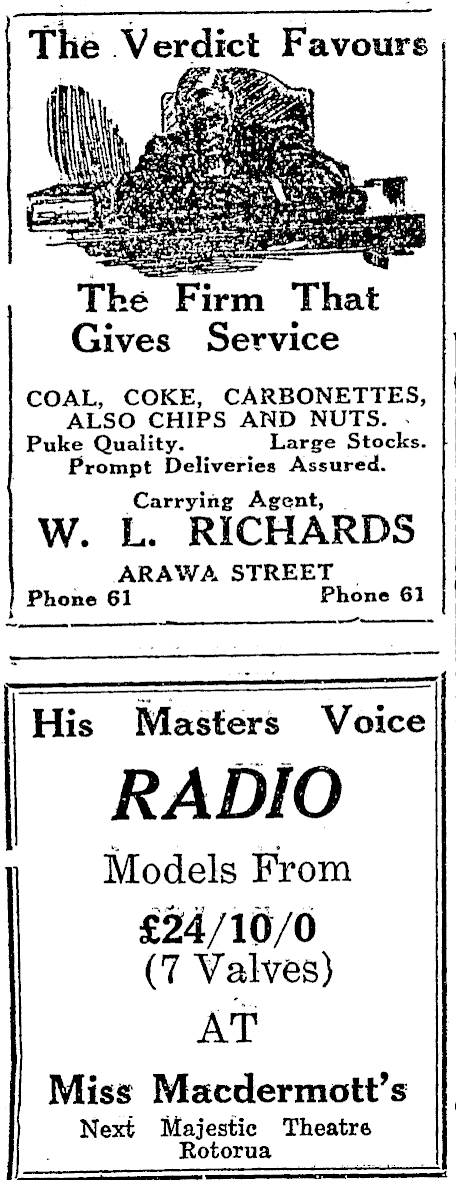 The Verdict Favours
The Firm That
Gives Service
COAL, COKE, CARBONETTES,
ALSO CHIPS AND NUTS.
Puke Quality. Large Stocks.
Prompt Deliveries Assured.
Carrying Agent,
W. L. RICHARDS
ARAWA STREET
Phone 61 Phone 61
His Masters Voice
RADIO
Models From
£24/10/0
(7 Valves)
AT
Miss Macdermott's
Next Majestic Theatre
Rotorua